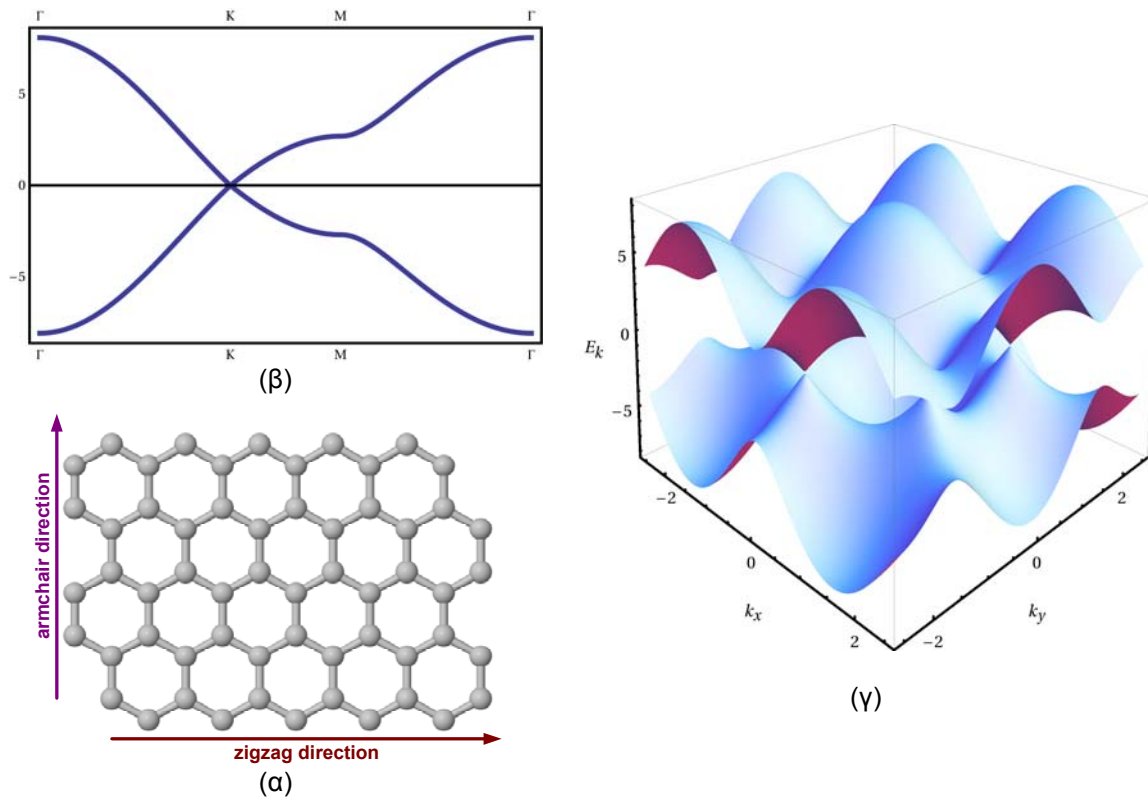 Γ K M Γ
5
0
−5
Γ K M Γ
(β)
armchair direction
zigzag direction
(α)
5
0
−5
E_k
−2
0
2
k_x
−2
0
2
k_y
(γ)